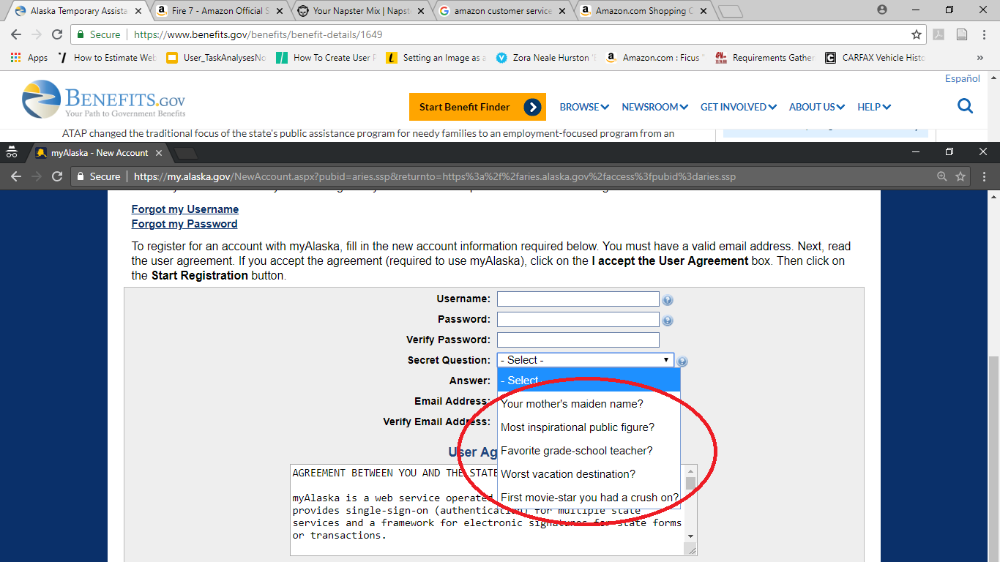 Alaska Temporary Assista
Fire 7 - Amazon Official S
Your Napster Mix | Napst
amazon customer service
Amazon.com Shopping C
Secure
https://www.benefits.gov/benefits/benefit-details/1649
Apps
How to Estimate Web
User_TaskAnalysesNo
How To Create User P
Setting an Image as a
Zora Neale Hurston '
Amazon.com : Ficus "
Requirements Gather
CARFAX Vehicle Histo
»
Español
BENEFITS.GOV
Your Path to Government Benefits
Start Benefit Finder
BROWSE
NEWSROOM
GET INVOLVED
ABOUT US
HELP
ATAP changed the traditional focus of the state's public assistance program for needy families to an employment-focused program from an
myAlaska - New Account
Secure
https://my.alaska.gov/NewAccount.aspx?pubid=aries.ssp&returnto=https%3a%2f%2faries.alaska.gov%2faccess%3fpubid%3daries.ssp
Forgot my Username
Forgot my Password
To register for an account with myAlaska, fill in the new account information required below. You must have a valid email address. Next, read
the user agreement. If you accept the agreement (required to use myAlaska), click on the I accept the User Agreement box. Then click on
the Start Registration button.
Username:
Password:
Verify Password:
Secret Question:
- Select -
Answer:
- Select
Email Address:
Your mother's maiden name?
Verify Email Address:
Most inspirational public figure?
User Ag
Favorite grade-school teacher?
Worst vacation destination?
First movie-star you had a crush on?
AGREEMENT BETWEEN YOU AND THE STATE
myAlaska is a web service operated
provides single-sign-on (authentication) for multiple state
services and a framework for electronic signatures for state forms
or transactions.